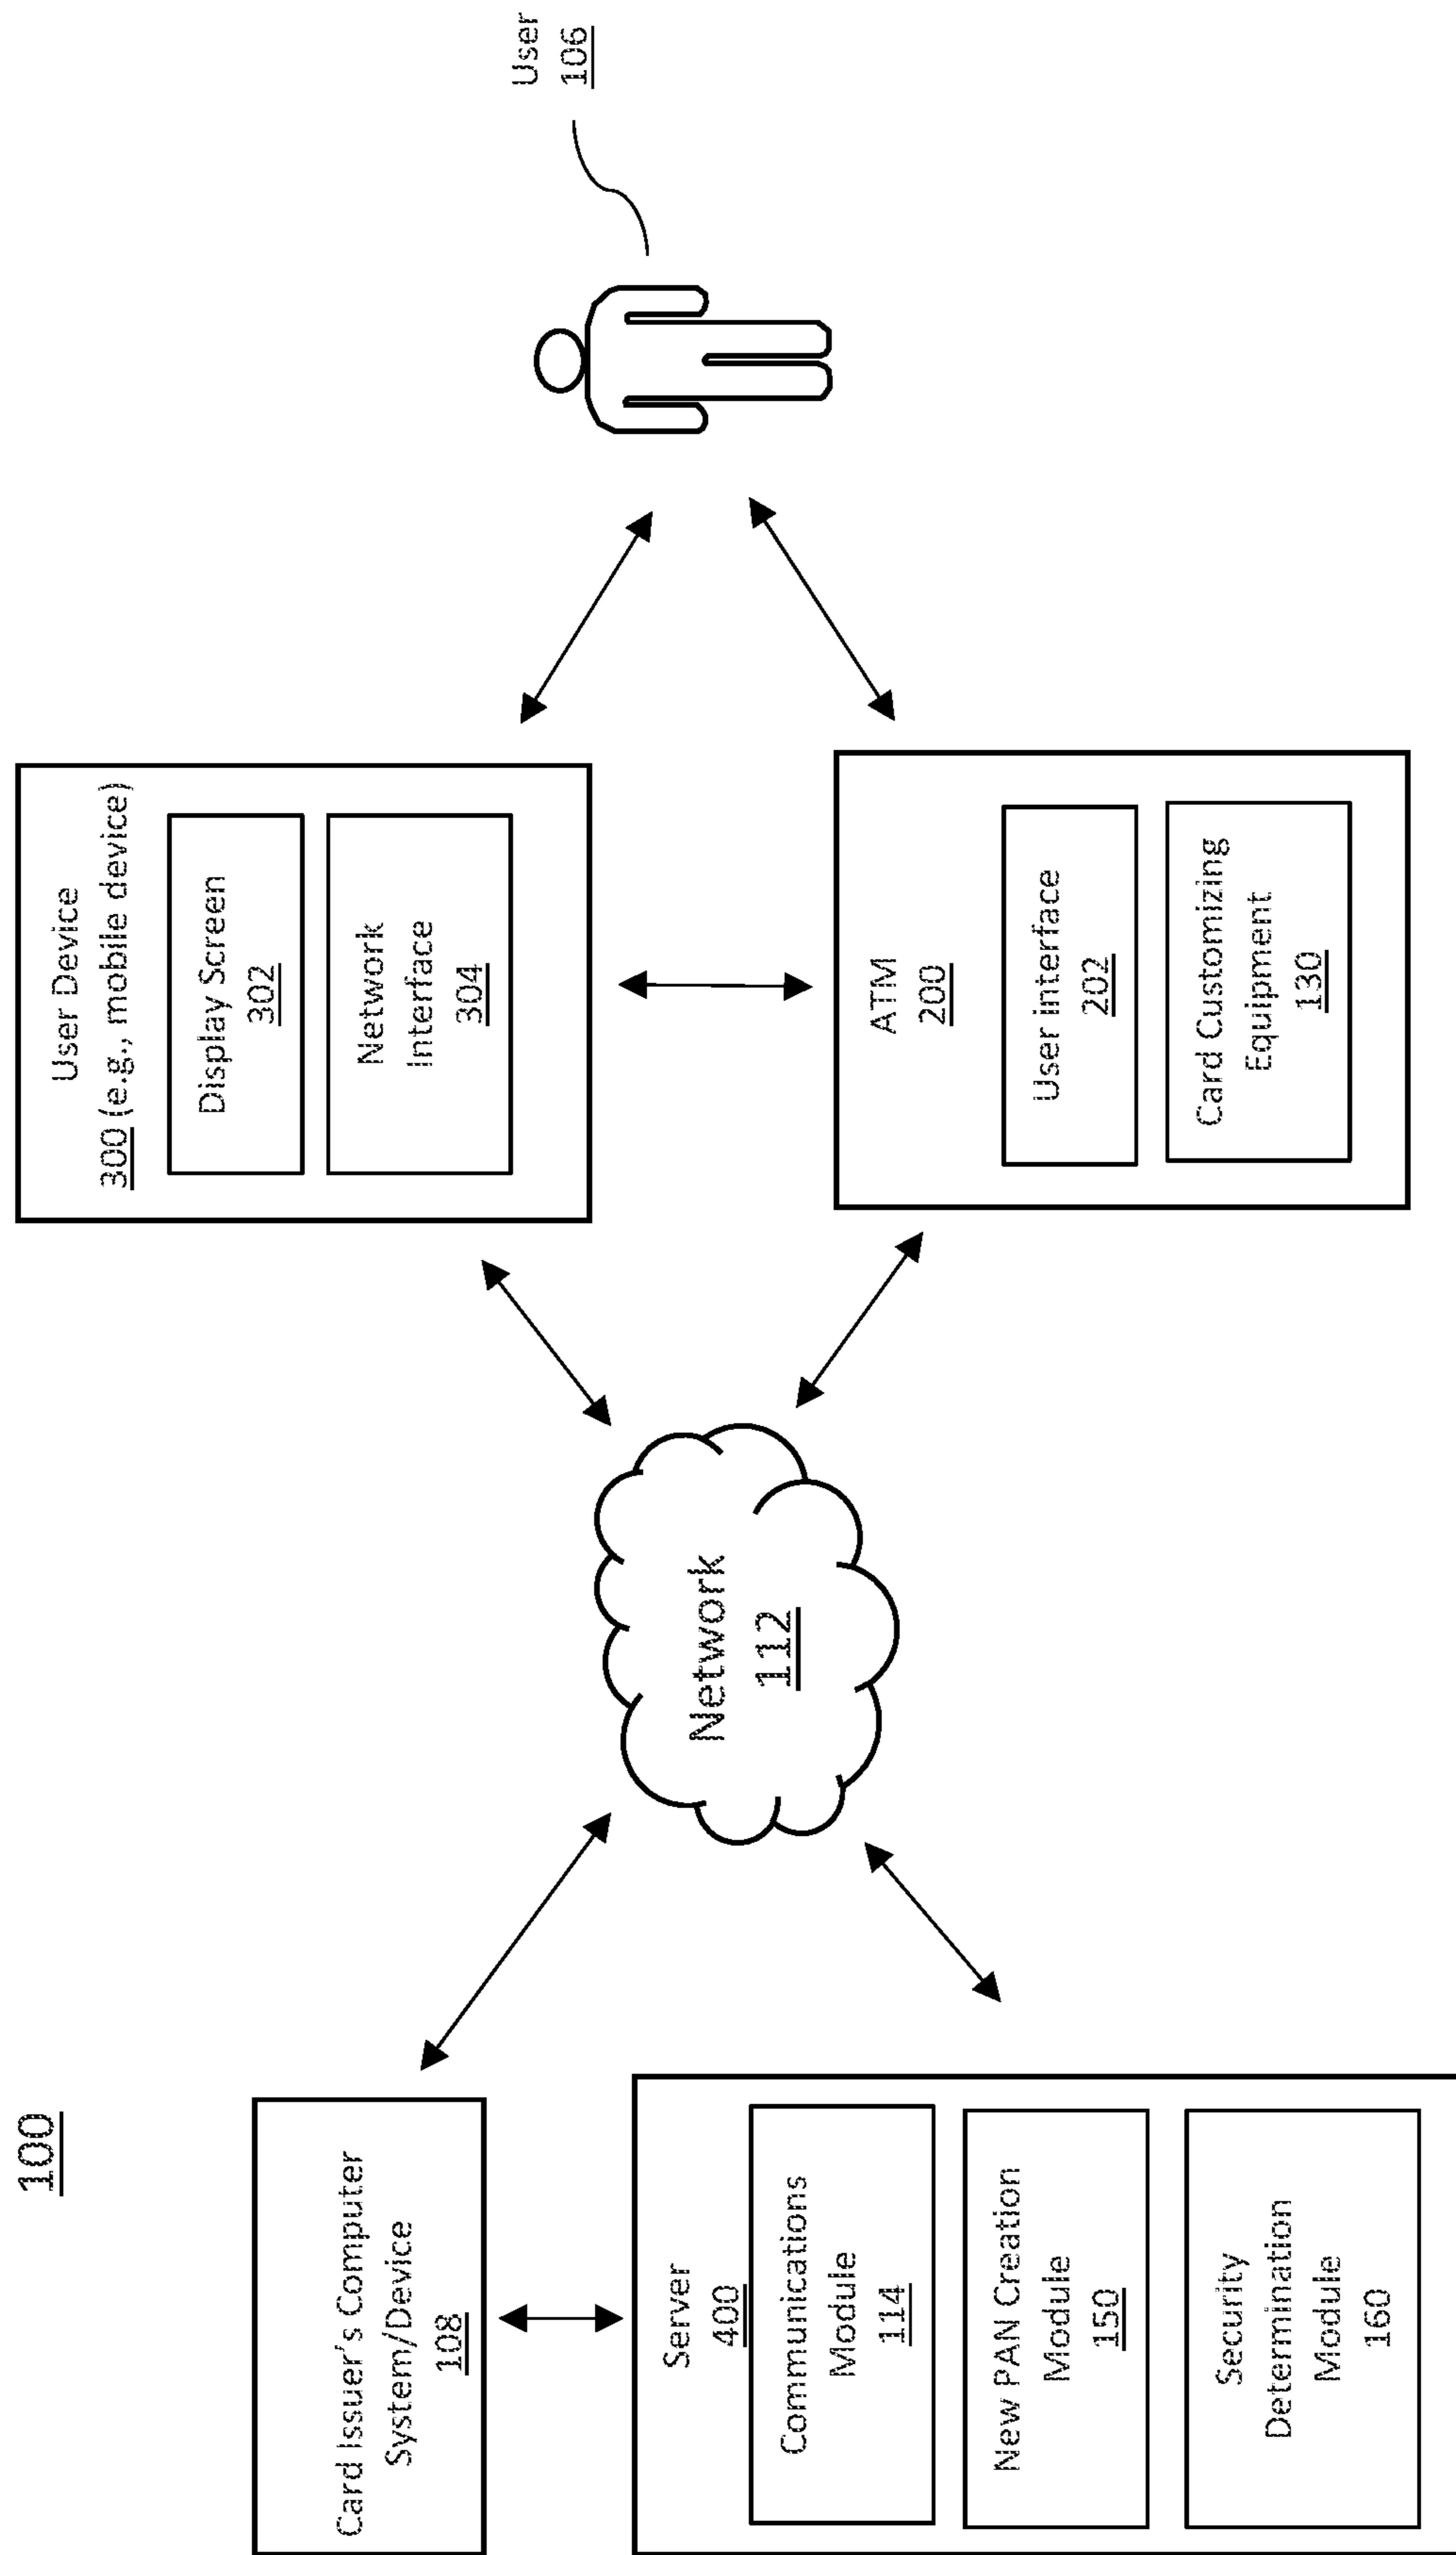 100
Card Issuer's Computer
System/Device
108
Server
400
Communications
Module
114
New PAN Creation
Module
150
Security
Determination
Module
160
Network
112
User Device
300 (e.g., mobile device)
Display Screen
302
Network
Interface
304
ATM
200
User Interface
202
Card Customizing
Equipment
130
User
106